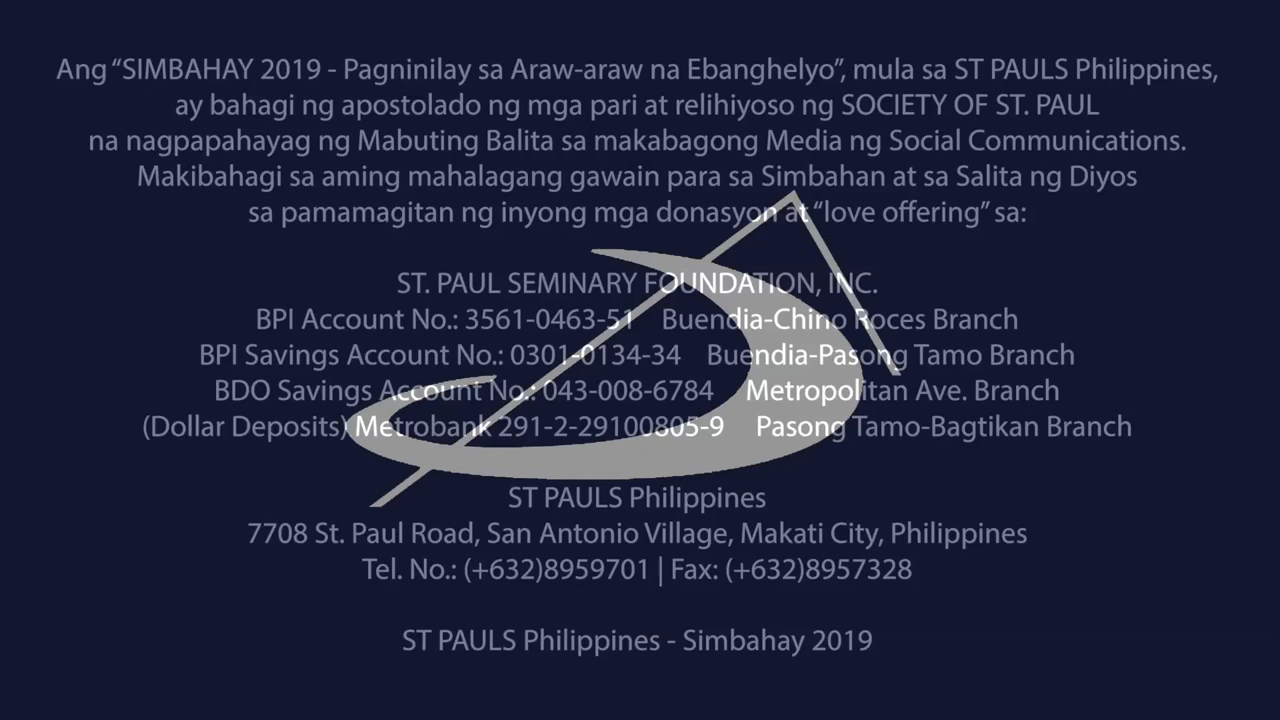 Ang “SIMBAHAY 2019 - Pagninilay sa Araw-araw na Ebanghelyo”, mula sa ST PAULS Philippines,
ay bahagi ng apostolado ng mga pari at relihiyoso ng SOCIETY OF ST. PAUL
na nagpapahayag ng Mabuting Balita sa makabagong Media ng Social Communications.
Makibahagi sa aming mahalagang gawain para sa Simbahan at sa Salita ng Diyos
sa pamamagitan ng inyong mga donasyon at “love offering” sa:
ST. PAUL SEMINARY FOUNDATION, INC.
BPI Account No.: 3561-0463-51 Buendia-Chino Roces Branch
BPI Savings Account No.: 0301-0134-34 Buendia-Pasong Tamo Branch
BDO Savings Account No.: 043-008-6784 Metropolitan Ave. Branch
(Dollar Deposits) Metrobank 291-2-29100805-9 Pasong Tamo-Bagtikan Branch
ST PAULS Philippines
7708 St. Paul Road, San Antonio Village, Makati City, Philippines
Tel. No.: (+632)8959701 | Fax: (+632)8957328
ST PAULS Philippines - Simbahay 2019